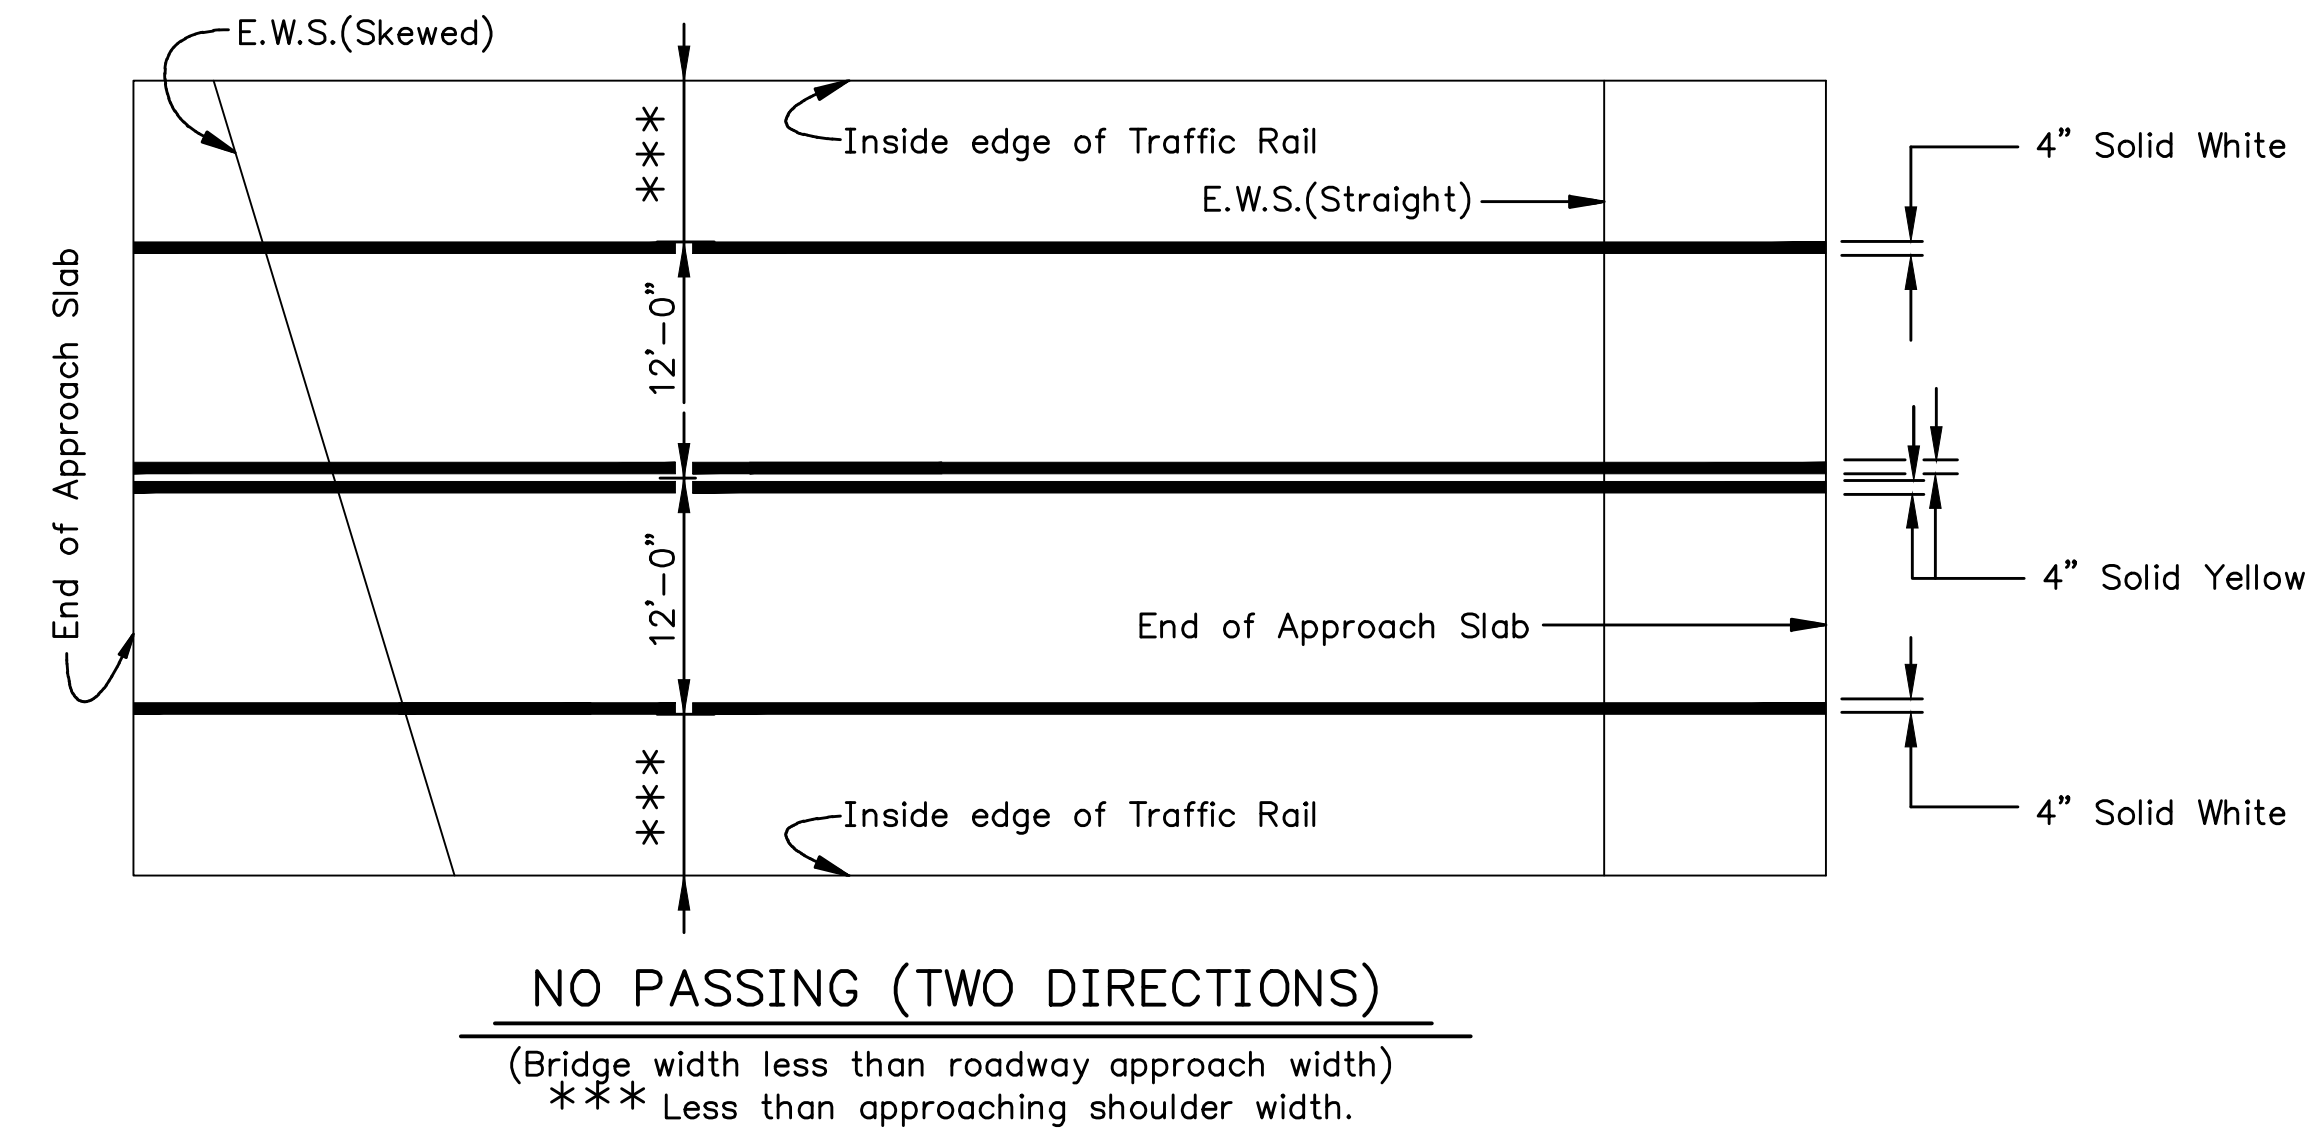 E.W.S.(Skewed)
Inside edge of Traffic Rail
4" Solid White
***
E.W.S.(Straight)
End of Approach Slab
12'-0"
12'-0"
4" Solid Yellow
End of Approach Slab
***
Inside edge of Traffic Rail
4" Solid White
NO PASSING (TWO DIRECTIONS)
(Bridge width less than roadway approach width)
*** Less than approaching shoulder width.